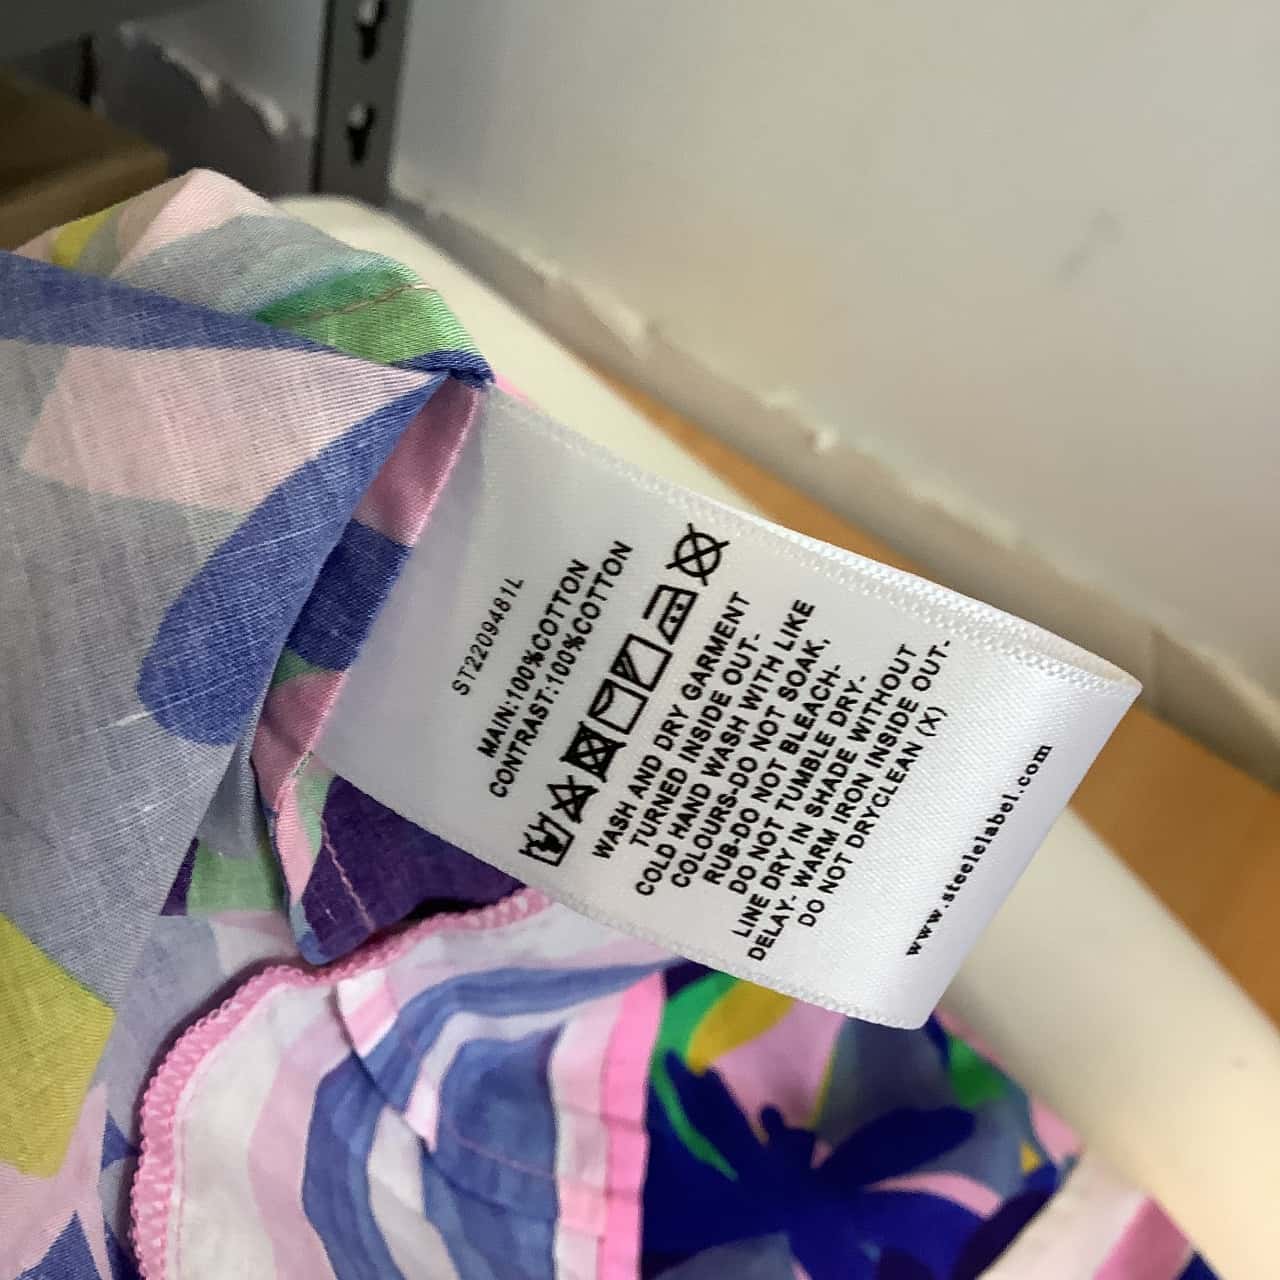 ST2209481L
MAIN:100%COTTON
CONTRAST:100%COTTON
WASH AND DRY GARMENT
TURNED INSIDE OUT-
COLD HAND WASH WITH LIKE
COLOURS-DO NOT SOAK,
RUB-DO NOT BLEACH-
DO NOT TUMBLE DRY-
LINE DRY IN SHADE WITHOUT
DELAY- WARM IRON INSIDE OUT-
DO NOT DRYCLEAN (X)
www.steelelabel.com